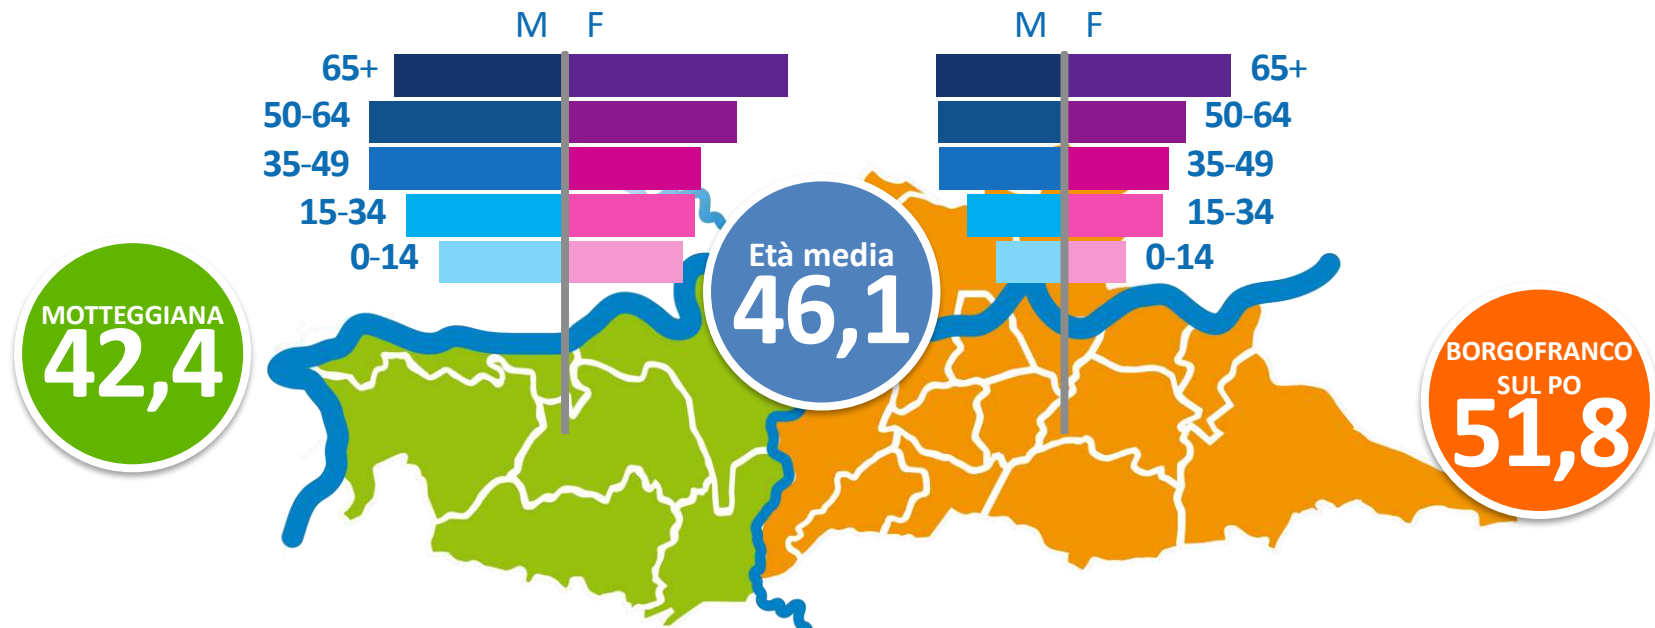 M F
65+
50-64
35-49
15-34
0-14
M F
65+
50-64
35-49
15-34
0-14
Età media
46,1
MOTTEGGIANA
42,4
BORGOFRANCO
SUL PO
51,8